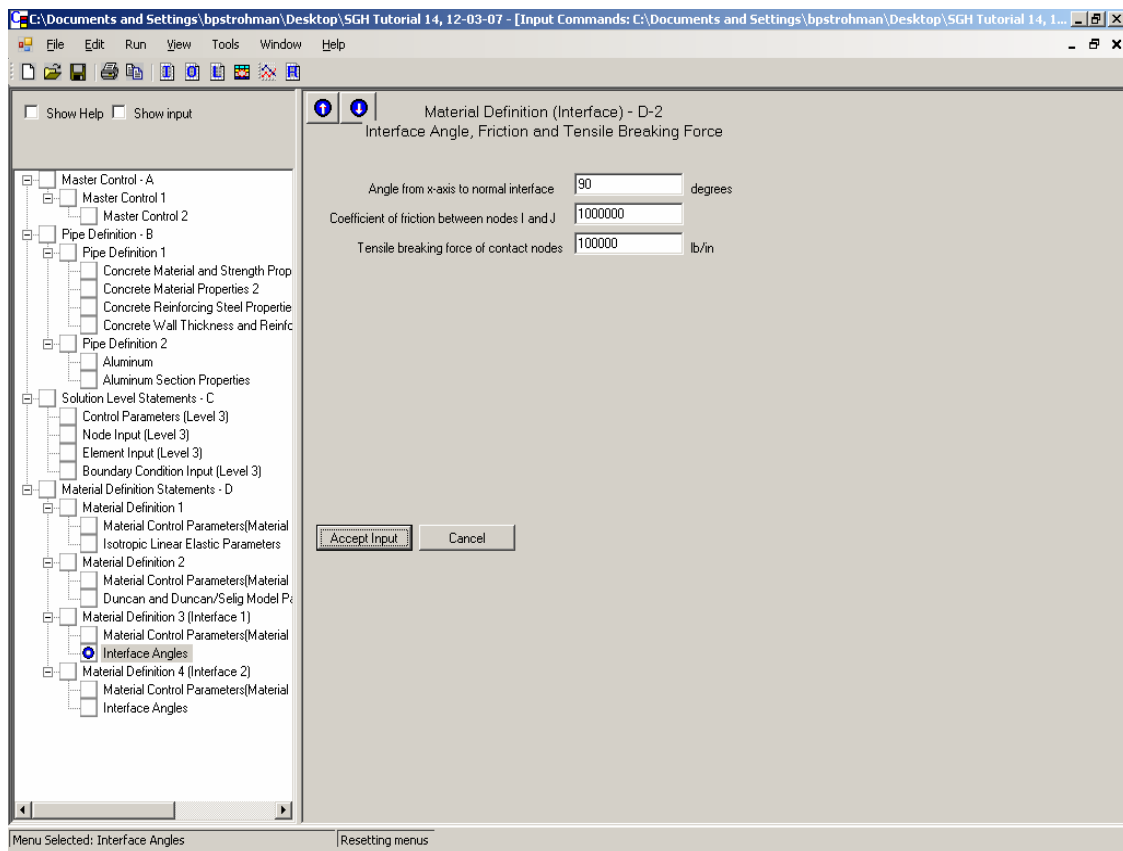 C:\Documents and Settings\bpstrohman\Desktop\SGH Tutorial 14, 12-03-07 - [Input Commands: C:\Documents and Settings\bpstrohman\Desktop\SGH Tutorial 14, 1...
File Edit Run View Tools Window Help
Show Help Show input
Master Control - A
Master Control 1
Master Control 2
Pipe Definition - B
Pipe Definition 1
Concrete Material and Strength Prop
Concrete Material Properties 2
Concrete Reinforcing Steel Propertie
Concrete Wall Thickness and Reinfo
Pipe Definition 2
Aluminum
Aluminum Section Properties
Solution Level Statements - C
Control Parameters (Level 3)
Node Input (Level 3)
Element Input (Level 3)
Boundary Condition Input (Level 3)
Material Definition Statements - D
Material Definition 1
Material Control Parameters(Material
Isotropic Linear Elastic Parameters
Material Definition 2
Material Control Parameters(Material
Duncan and Duncan/Selig Model Pa
Material Definition 3 (Interface 1)
Material Control Parameters(Material
Interface Angles
Material Definition 4 (Interface 2)
Material Control Parameters(Material
Interface Angles
Material Definition (Interface) - D-2
Interface Angle, Friction and Tensile Breaking Force
Angle from x-axis to normal interface 90 degrees
Coefficient of friction between nodes I and J 1000000
Tensile breaking force of contact nodes 100000 lb/in
Accept Input Cancel
Menu Selected: Interface Angles Resetting menus